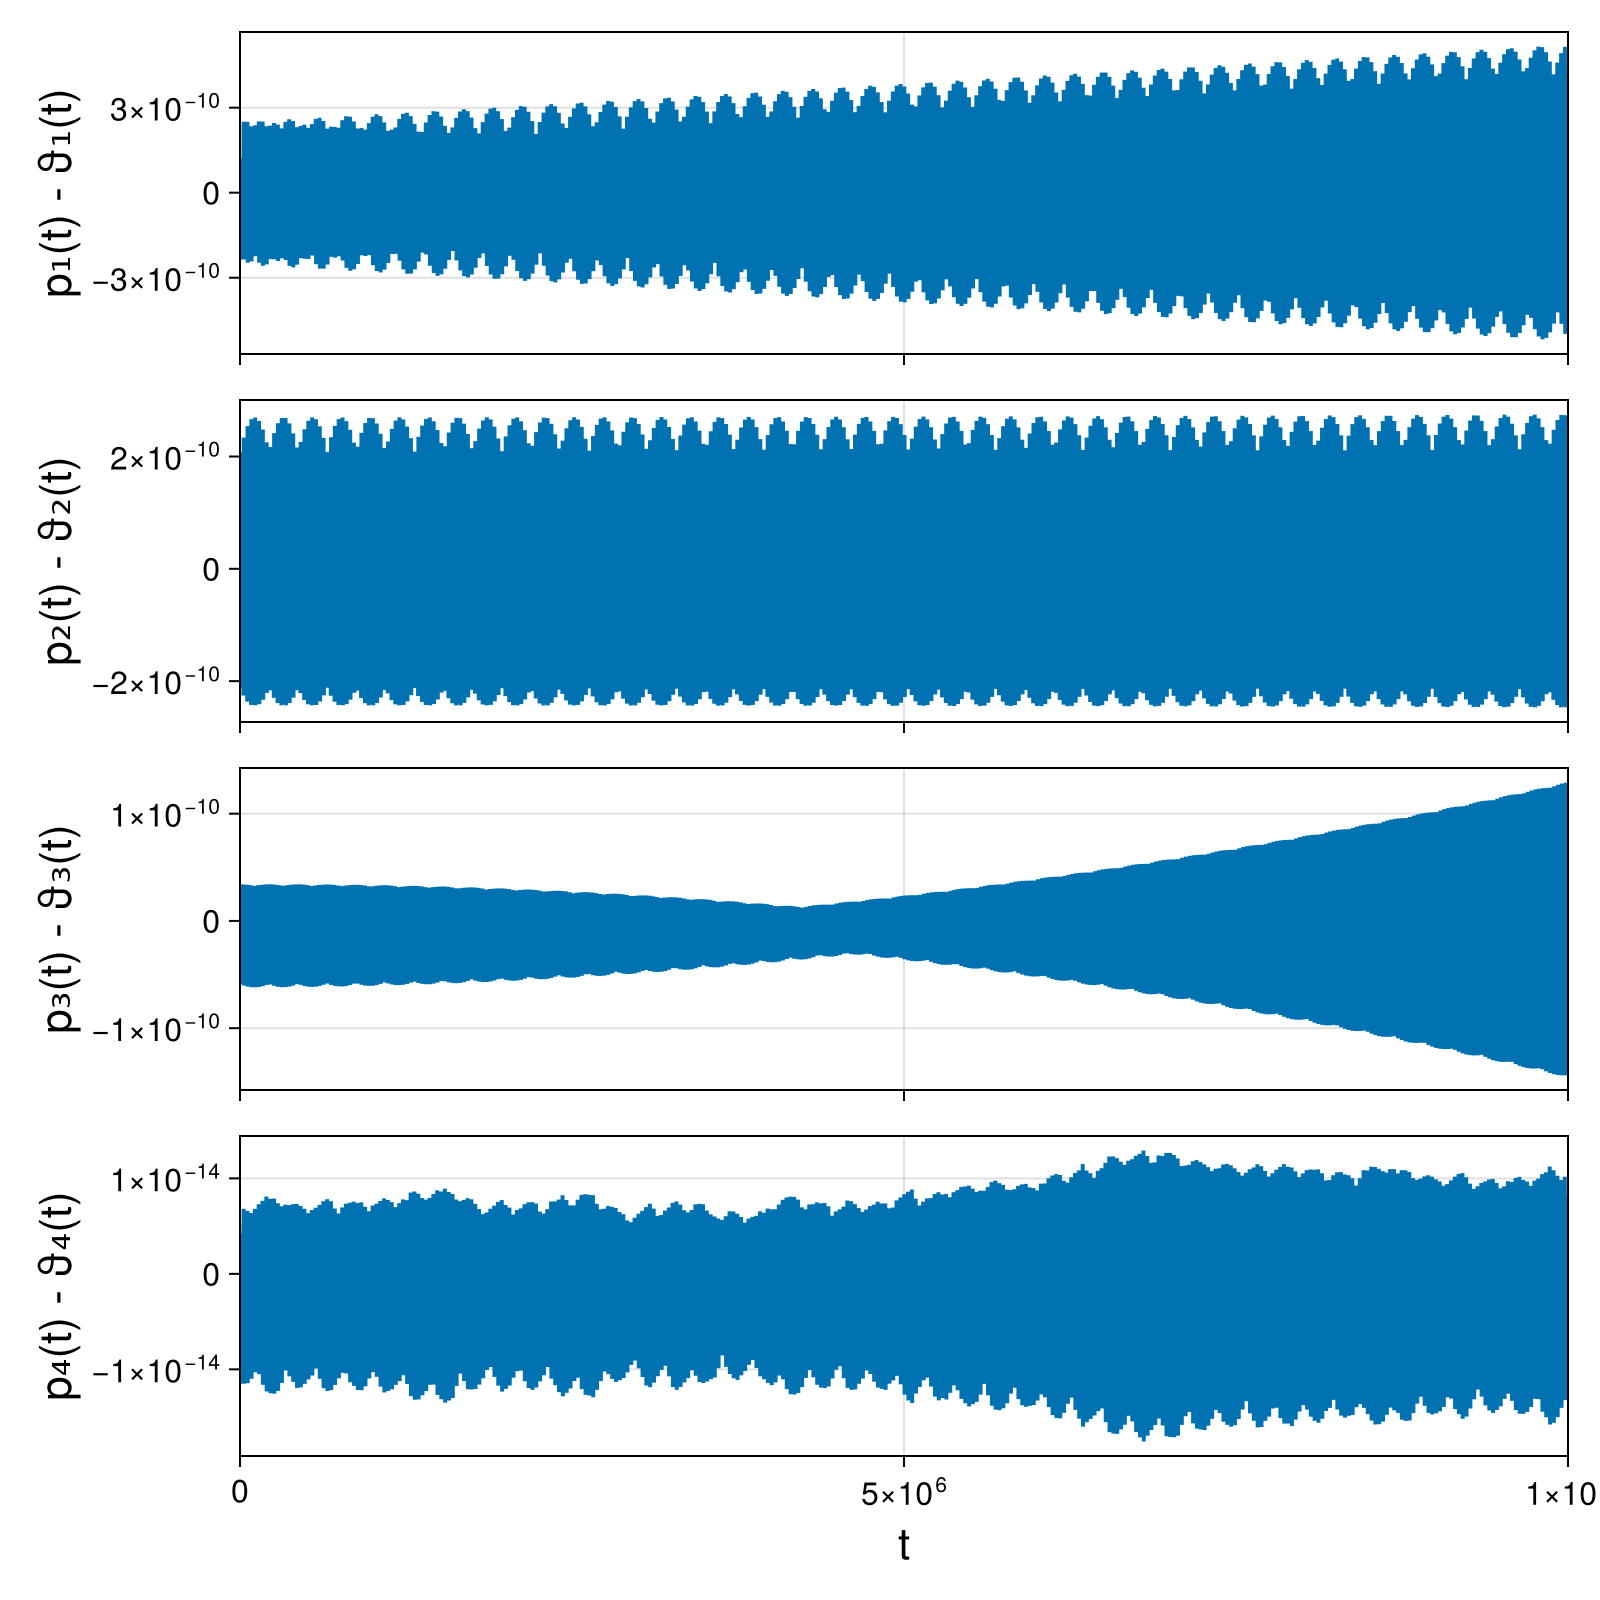 p₁(t) - ϑ₁(t)
3×10⁻¹⁰
0
−3×10⁻¹⁰
p₂(t) - ϑ₂(t)
2×10⁻¹⁰
0
−2×10⁻¹⁰
p₃(t) - ϑ₃(t)
1×10⁻¹⁰
0
−1×10⁻¹⁰
p₄(t) - ϑ₄(t)
1×10⁻¹⁴
0
−1×10⁻¹⁴
0 5×10⁶ 1×10
t